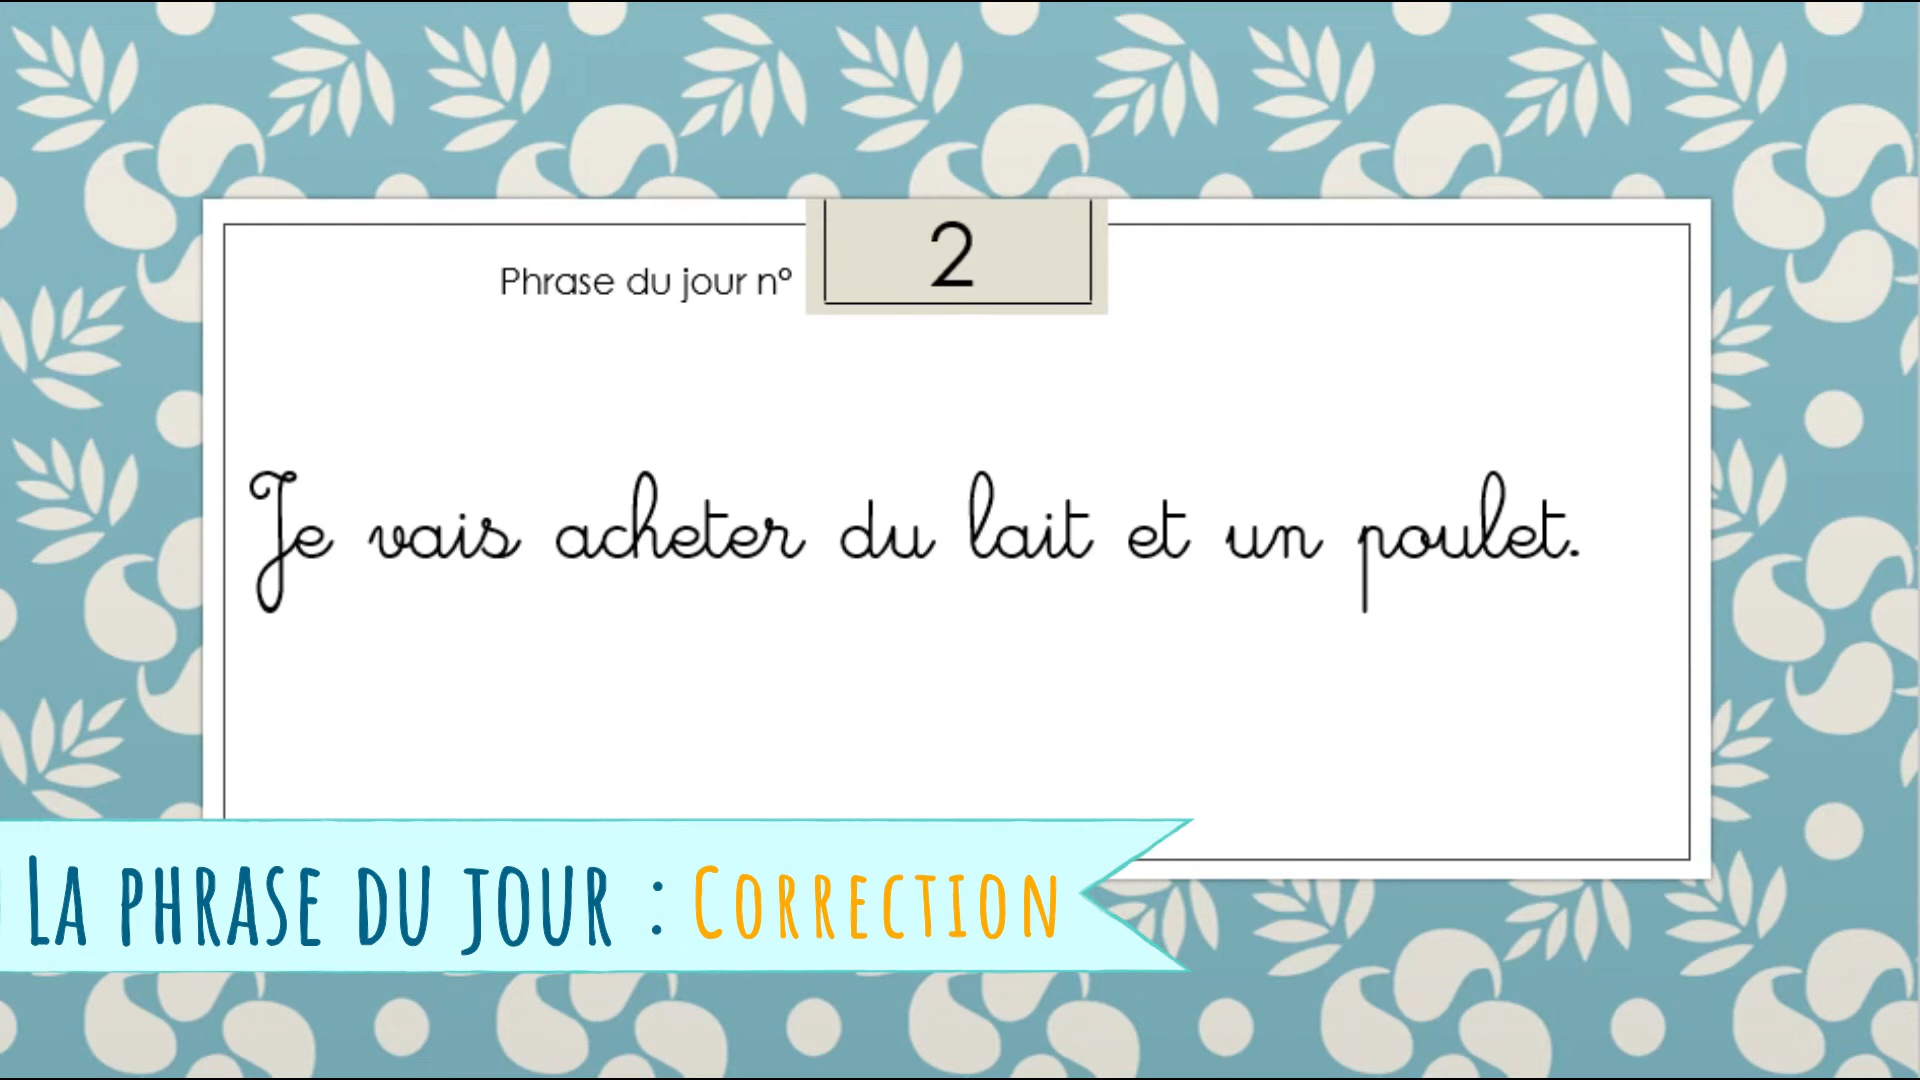 Phrase du jour n° 2
Je vais acheter du lait et un poulet.
La phrase du jour : Correction